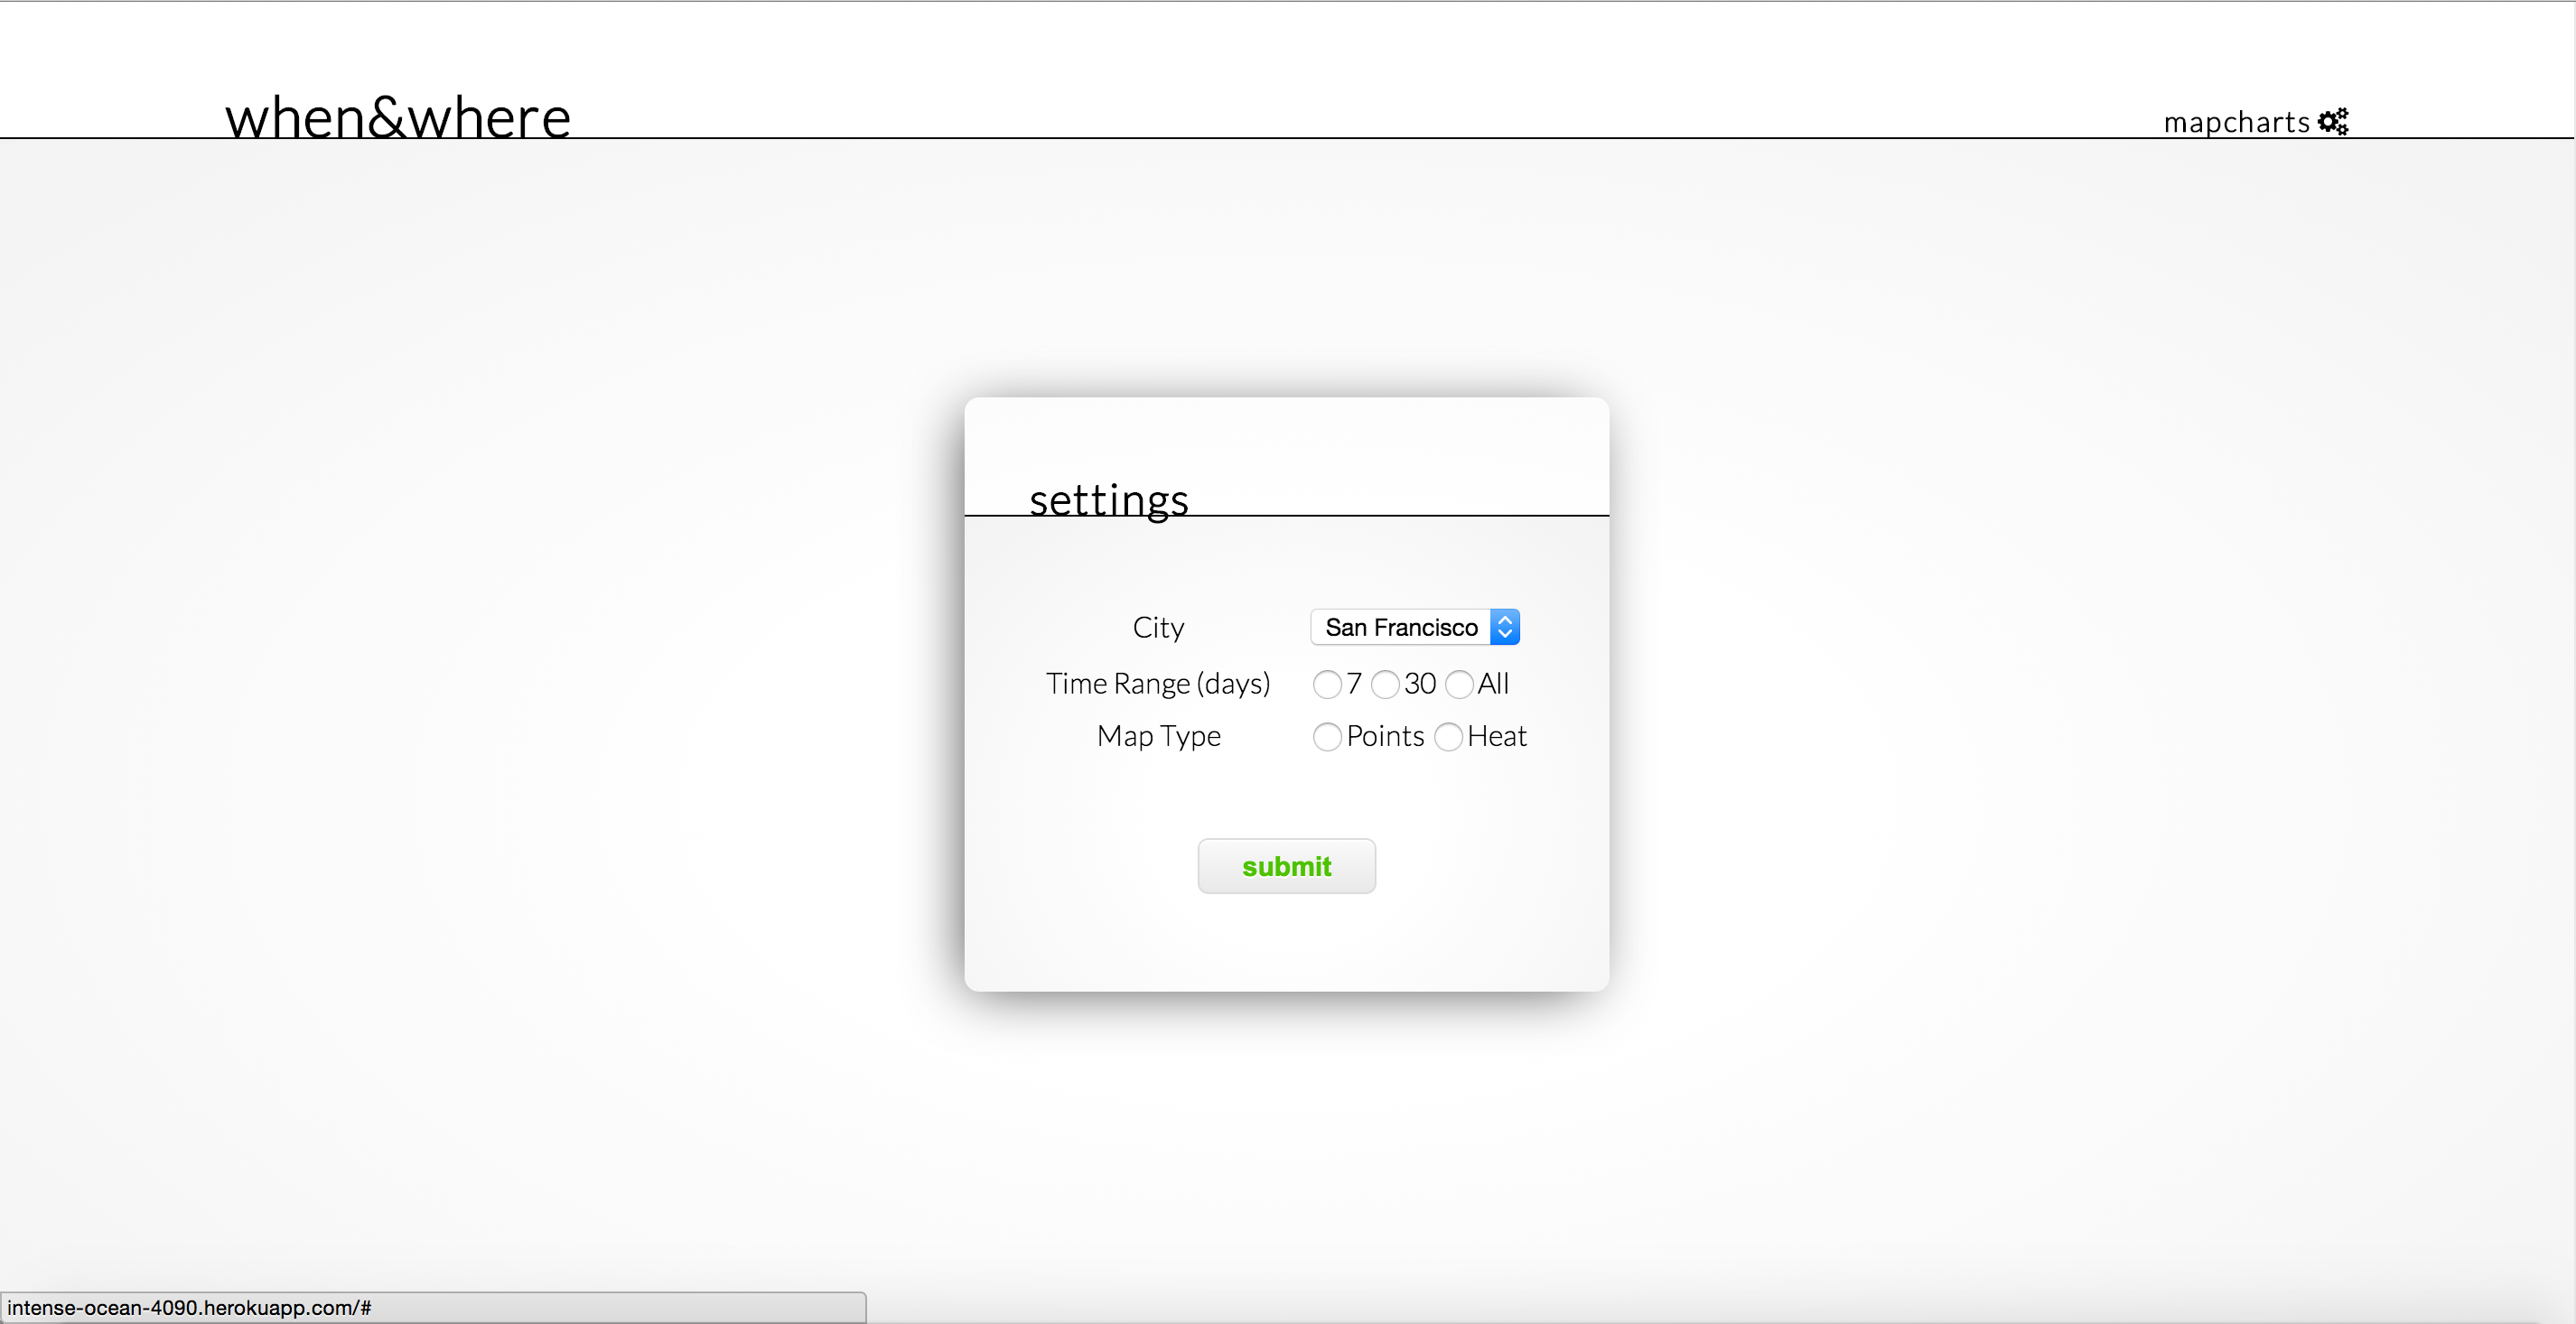 when&where
mapcharts
settings
City San Francisco
Time Range (days) 7 30 All
Map Type Points Heat
submit
intense-ocean-4090.herokuapp.com/#